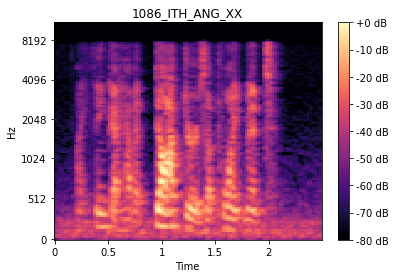 1086_ITH_ANG_XX
8192
4096
2048
1024
512
0
Hz
0
0.5
1
1.5
2
Time
+0 dB
-10 dB
-20 dB
-30 dB
-40 dB
-50 dB
-60 dB
-70 dB
-80 dB